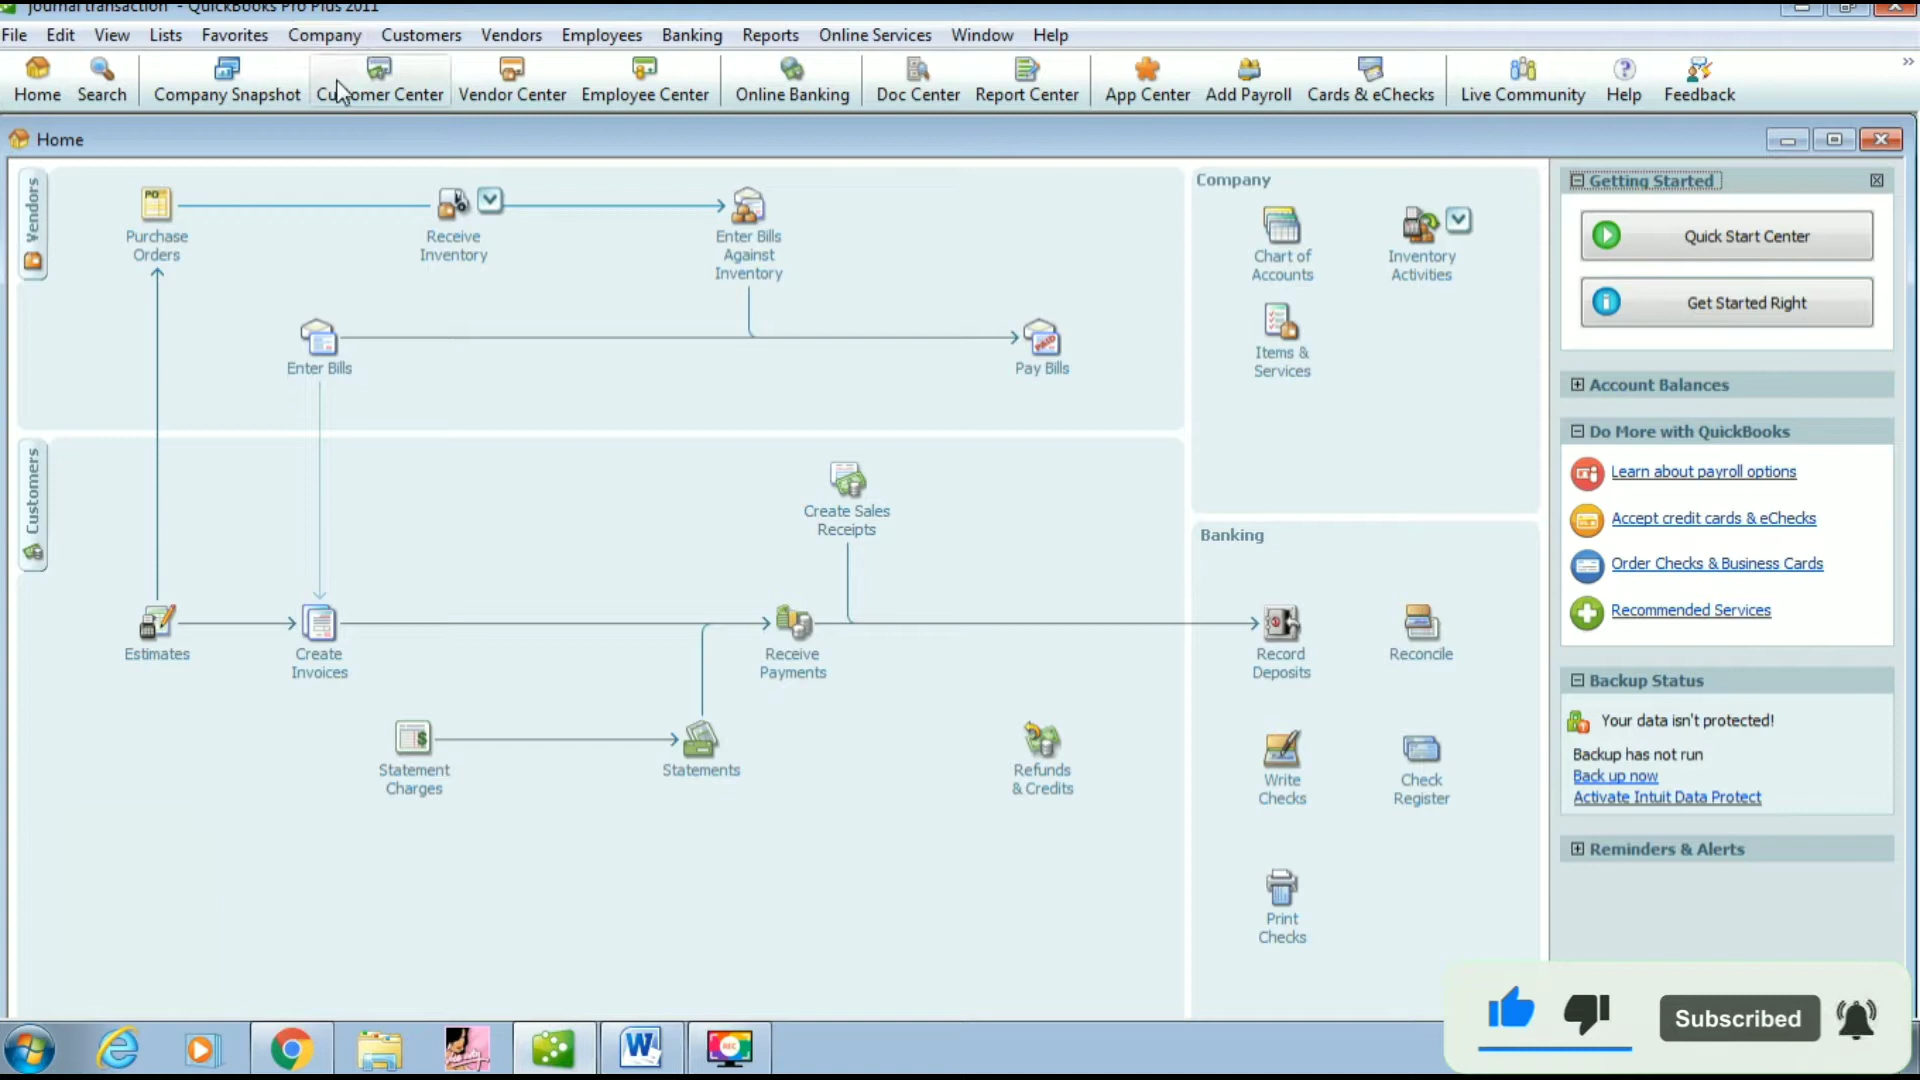 journal transaction - QuickBooks Pro Plus 2011
File Edit View Lists Favorites Company Customers Vendors Employees Banking Reports Online Services Window Help
Home Search Company Snapshot Customer Center Vendor Center Employee Center Online Banking Doc Center Report Center App Center Add Payroll Cards & eChecks Live Community Help Feedback
Home
Vendors
PO
Purchase
Orders
Receive
Inventory
Enter Bills
Against
Inventory
Enter Bills
PAID
Pay Bills
Customers
Create Sales
Receipts
Estimates
Create
Invoices
Receive
Payments
Statement
Charges
Statements
Refunds
& Credits
Company
Chart of
Accounts
Inventory
Activities
Items &
Services
Banking
Record
Deposits
Reconcile
Write
Checks
Check
Register
Print
Checks
Getting Started
Quick Start Center
Get Started Right
Account Balances
Do More with QuickBooks
Learn about payroll options
Accept credit cards & eChecks
Order Checks & Business Cards
Recommended Services
Backup Status
Your data isn't protected!
Backup has not run
Back up now
Activate Intuit Data Protect
Reminders & Alerts
W
REC
Subscribed